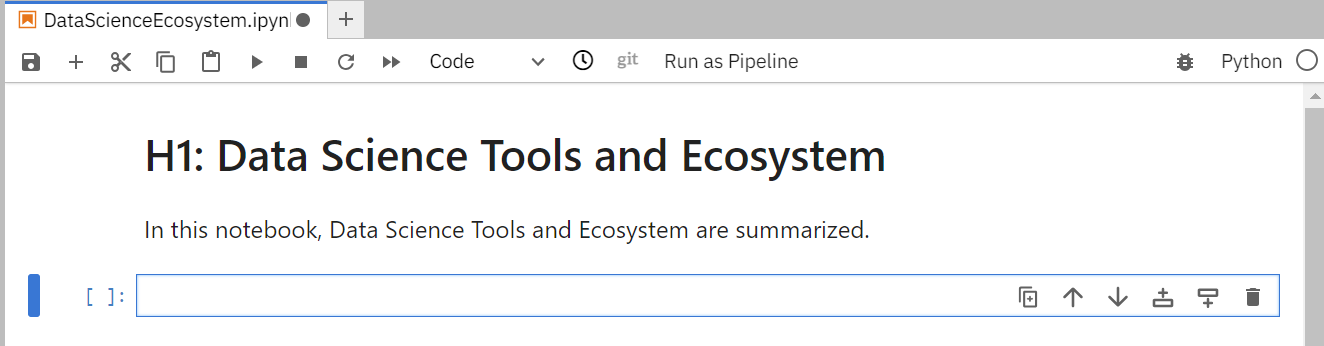 DataScienceEcosystem.ipyn
Code git Run as Pipeline Python
H1: Data Science Tools and Ecosystem
In this notebook, Data Science Tools and Ecosystem are summarized.
[ ]: